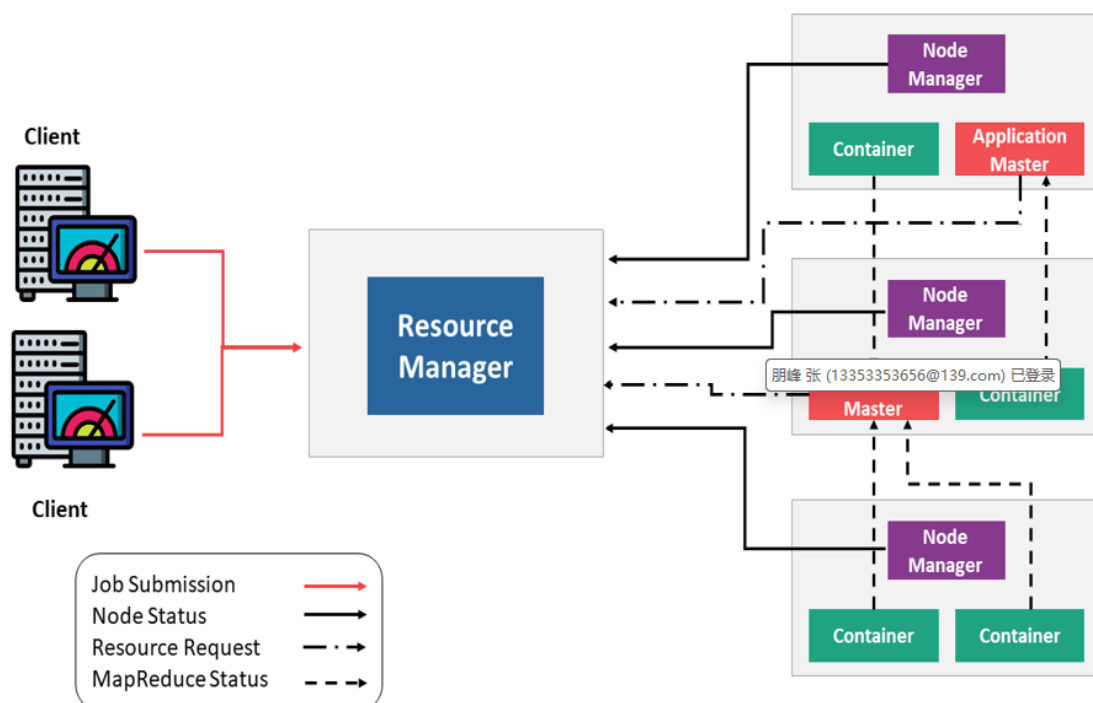 Client
Client
Job Submission
Node Status
Resource Request
MapReduce Status
Resource
Manager
Node
Manager
Container
Application
Master
Node
Manager
朋峰 张 (13353353656@139.com) 已登录
Master
Container
Node
Manager
Container
Container